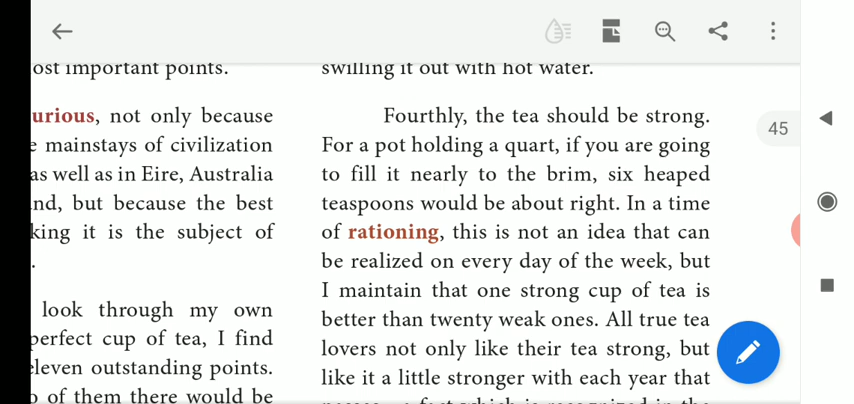 ost important points.
urious, not only because
e mainstays of civilization
as well as in Eire, Australia
nd, but because the best
king it is the subject of
.
look through my own
perfect cup of tea, I find
eleven outstanding points.
o of them there would be
swilling it out with hot water.
Fourthly, the tea should be strong.
For a pot holding a quart, if you are going
to fill it nearly to the brim, six heaped
teaspoons would be about right. In a time
of rationing, this is not an idea that can
be realized on every day of the week, but
I maintain that one strong cup of tea is
better than twenty weak ones. All true tea
lovers not only like their tea strong, but
like it a little stronger with each year that
45